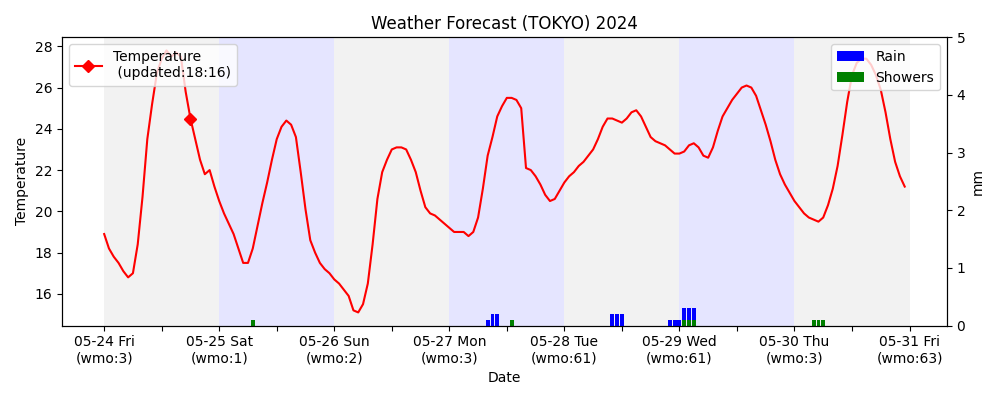 Weather Forecast (TOKYO) 2024
Temperature
(updated:18:16)
Rain
Showers
28
26
24
22
20
18
16
Temperature
5
4
3
2
1
0
mm
05-24 Fri
(wmo:3)
05-25 Sat
(wmo:1)
05-26 Sun
(wmo:2)
05-27 Mon
(wmo:3)
05-28 Tue
(wmo:61)
05-29 Wed
(wmo:61)
05-30 Thu
(wmo:3)
05-31 Fri
(wmo:63)
Date